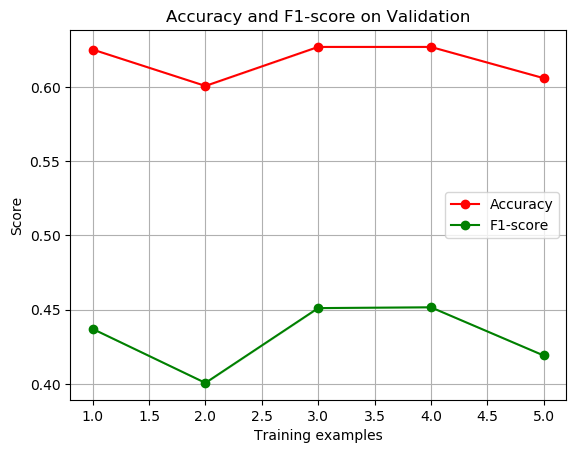 Accuracy and F1-score on Validation
Score
0.60
0.55
0.50
0.45
0.40
Accuracy
F1-score
1.0 1.5 2.0 2.5 3.0 3.5 4.0 4.5 5.0
Training examples